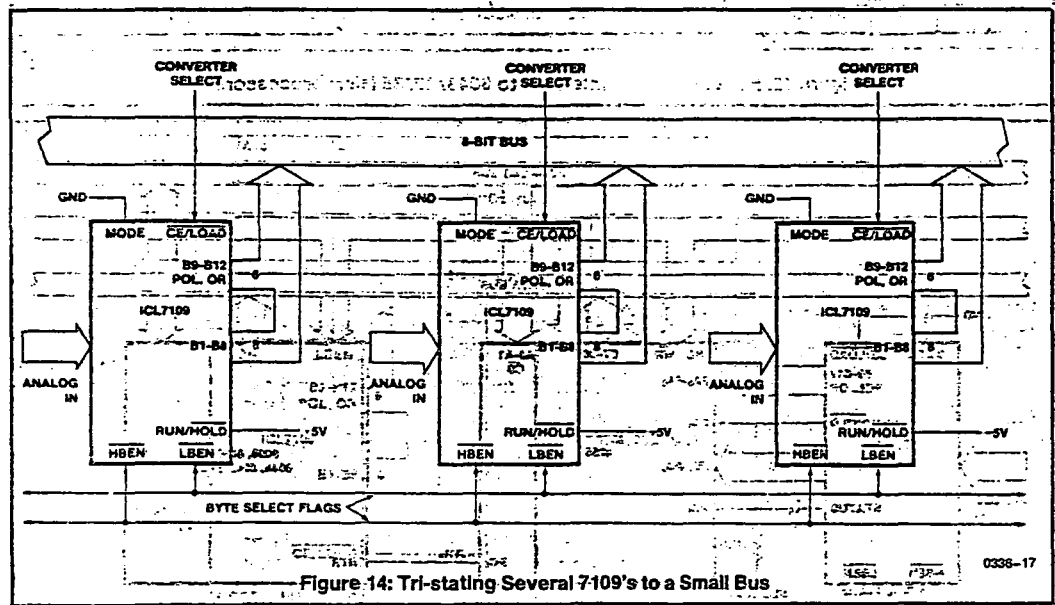 CONVERTER
SELECT
CONVERTER
SELECT
CONVERTER
SELECT
8-BIT BUS
GND
GND
GND
MODE CE/LOAD
MODE CE/LOAD
MODE CE/LOAD
B9-B12
POL, OR
6
B9-B12
POL, OR
6
B9-B12
POL, OR
6
ICL7109
ICL7109
ICL7109
B1-B8
8
B1-B8
8
B1-B8
8
ANALOG
IN
ANALOG
IN
ANALOG
IN
RUN/HOLD
RUN/HOLD
5V
RUN/HOLD
5V
HBEN LBEN
HBEN LBEN
HBEN LBEN
BYTE SELECT FLAGS
0336-17
Figure 14: Tri-stating Several 7109's to a Small Bus